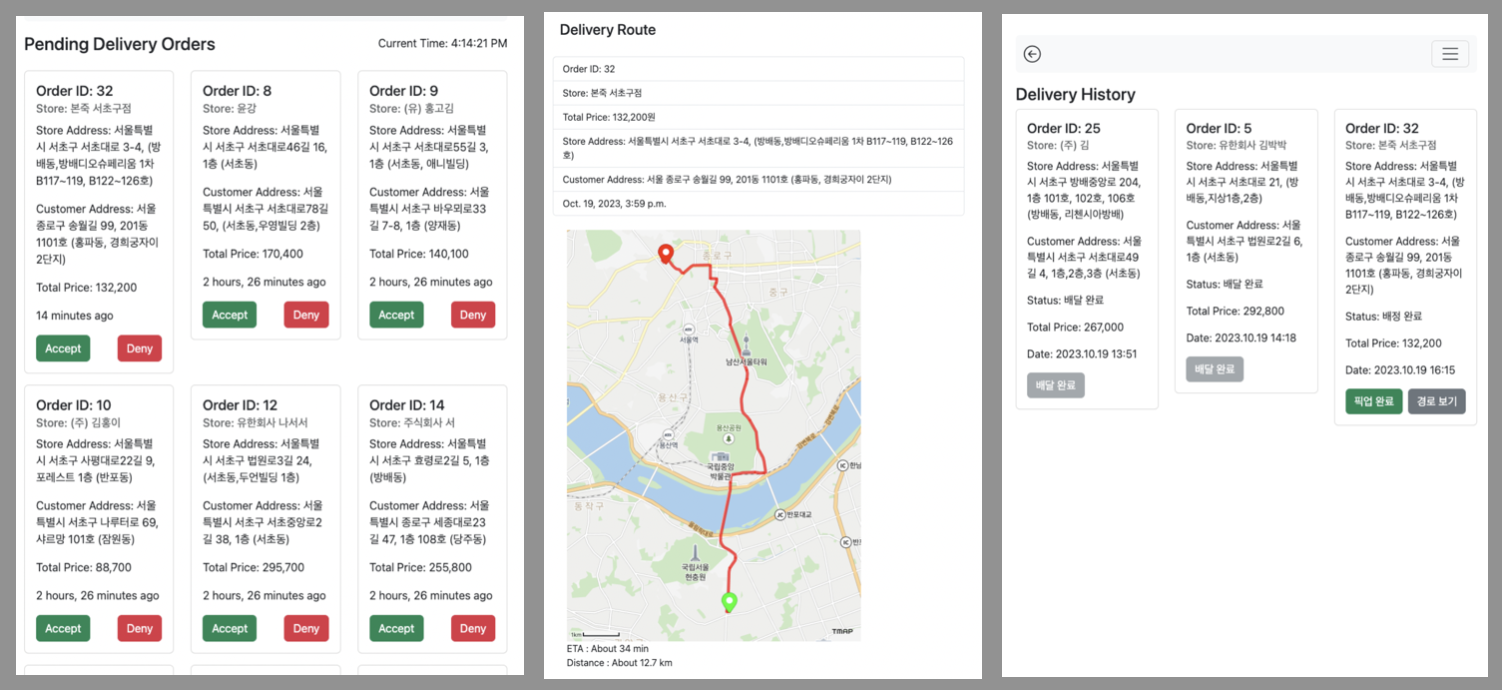 Pending Delivery Orders
Current Time: 4:14:21 PM
Order ID: 32
Store: 본죽 서초구점
Store Address: 서울특별
시 서초구 서초대로 3-4, (방
배동,방배디오슈페리움 1차
B117~119, B122~126호)
Customer Address: 서울
종로구 송월길 99, 201동
1101호 (홍파동, 경희궁자이
2단지)
Total Price: 132,200
14 minutes ago
Accept
Deny
Order ID: 8
Store: 윤강
Store Address: 서울특별
시 서초구 서초대로46길 16,
1층 (서초동)
Customer Address: 서울
특별시 서초구 서초대로78길
50, (서초동,우영빌딩 2층)
Total Price: 170,400
2 hours, 26 minutes ago
Accept
Deny
Order ID: 9
Store: (유) 홍고김
Store Address: 서울특별
시 서초구 서초대로55길 3,
1층 (서초동, 애니빌딩)
Customer Address: 서울
특별시 서초구 바우뫼로33
길 7-8, 1층 (양재동)
Total Price: 140,100
2 hours, 26 minutes ago
Accept
Deny
Order ID: 10
Store: (주) 김홍이
Store Address: 서울특별
시 서초구 사평대로22길 9,
포레스트 1층 (반포동)
Customer Address: 서울
특별시 서초구 나루터로 69,
샤르망 101호 (잠원동)
Total Price: 88,700
2 hours, 26 minutes ago
Accept
Deny
Order ID: 12
Store: 유한회사 나서서
Store Address: 서울특별
시 서초구 법원로3길 24,
(서초동,두언빌딩 1층)
Customer Address: 서울
특별시 서초구 서초중앙로2
길 38, 1층 (서초동)
Total Price: 295,700
2 hours, 26 minutes ago
Accept
Deny
Order ID: 14
Store: 주식회사 서
Store Address: 서울특별
시 서초구 효령로2길 5, 1층
(방배동)
Customer Address: 서울
특별시 종로구 세종대로23
길 47, 1층 108호 (당주동)
Total Price: 255,800
2 hours, 26 minutes ago
Accept
Deny
Delivery Route
Order ID: 32
Store: 본죽 서초구점
Total Price: 132,200원
Store Address: 서울특별시 서초구 서초대로 3-4, (방배동,방배디오슈페리움 1차 B117~119, B122~126
호)
Customer Address: 서울 종로구 송월길 99, 201동 1101호 (홍파동, 경희궁자이 2단지)
Oct. 19, 2023, 3:59 p.m.
종로구
중구
서울역
남산서울타워
용산구
용산공원
용산역
국립중앙
박물관
한남
동작구
반포대교
국립서울
현충원
1km
TMAP
ETA : About 34 min
Distance : About 12.7 km
Delivery History
Order ID: 25
Store: (주) 김
Store Address: 서울특별
시 서초구 방배중앙로 204,
1층 101호, 102호, 106호
(방배동, 리첸시아방배)
Customer Address: 서울
특별시 서초구 서초대로49
길 4, 1층,2층,3층 (서초동)
Status: 배달 완료
Total Price: 267,000
Date: 2023.10.19 13:51
배달 완료
Order ID: 5
Store: 유한회사 김박박
Store Address: 서울특별
시 서초구 서초대로 21, (방
배동,지상1층,2층)
Customer Address: 서울
특별시 서초구 법원로2길 6,
1층 (서초동)
Status: 배달 완료
Total Price: 292,800
Date: 2023.10.19 14:18
배달 완료
Order ID: 32
Store: 본죽 서초구점
Store Address: 서울특별
시 서초구 서초대로 3-4, (방
배동,방배디오슈페리움 1차
B117~119, B122~126호)
Customer Address: 서울
종로구 송월길 99, 201동
1101호 (홍파동, 경희궁자이
2단지)
Status: 배정 완료
Total Price: 132,200
Date: 2023.10.19 16:15
픽업 완료
경로 보기